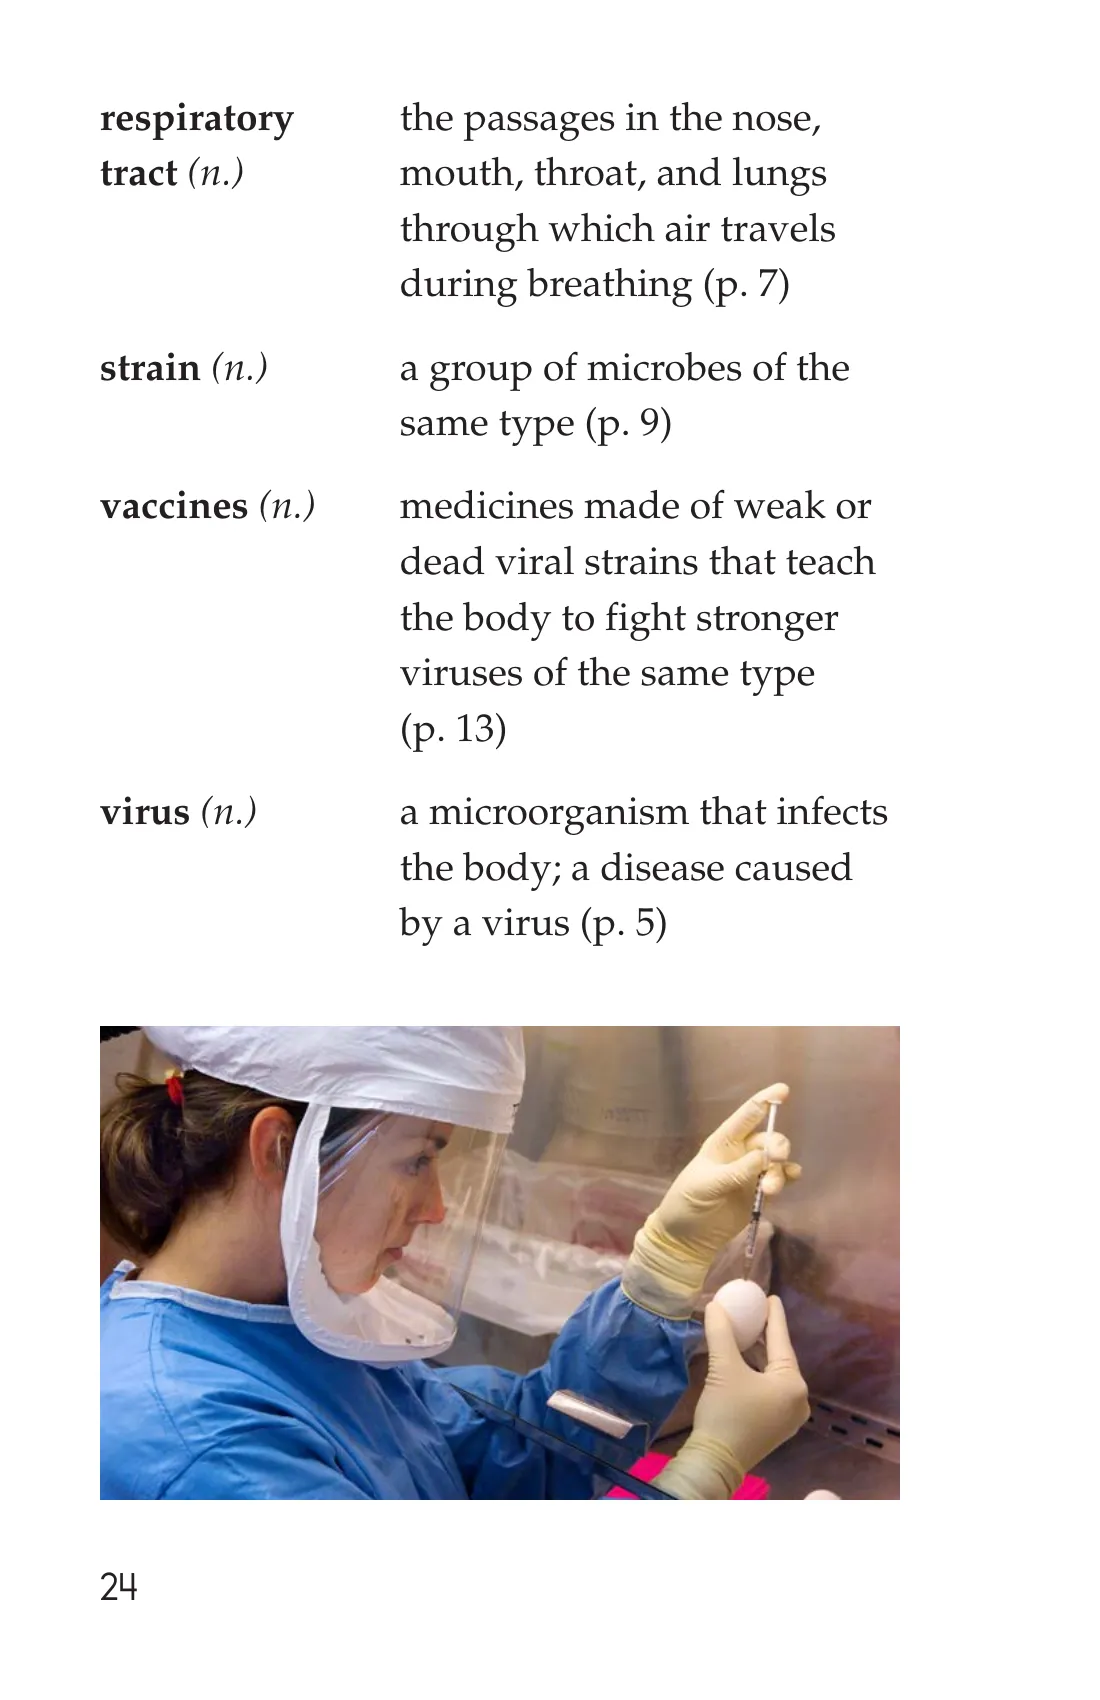 respiratory the passages in the nose,
tract (n.) mouth, throat, and lungs
through which air travels
during breathing (p. 7)
strain (n.) a group of microbes of the
same type (p. 9)
vaccines (n.) medicines made of weak or
dead viral strains that teach
the body to fight stronger
viruses of the same type
(p. 13)
virus (n.) a microorganism that infects
the body; a disease caused
by a virus (p. 5)
24